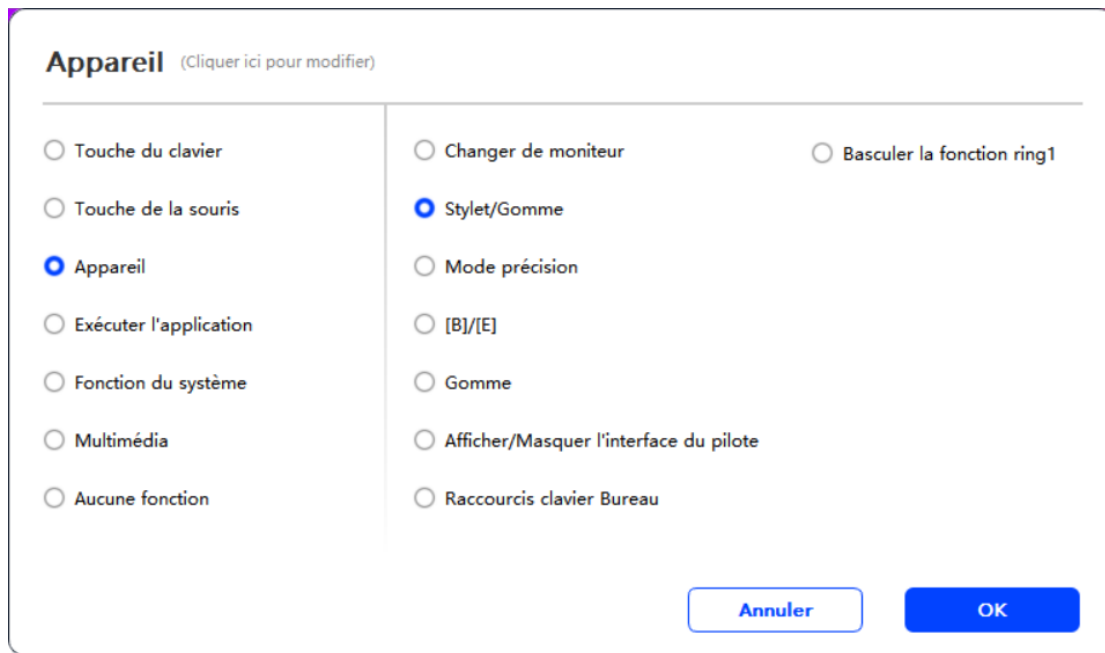 Appareil (Cliquer ici pour modifier)
Touche du clavier
Touche de la souris
Appareil
Exécuter l'application
Fonction du système
Multimédia
Aucune fonction
Changer de moniteur
Stylet/Gomme
Mode précision
[B]/[E]
Gomme
Afficher/Masquer l'interface du pilote
Raccourcis clavier Bureau
Basculer la fonction ring1
Annuler
OK